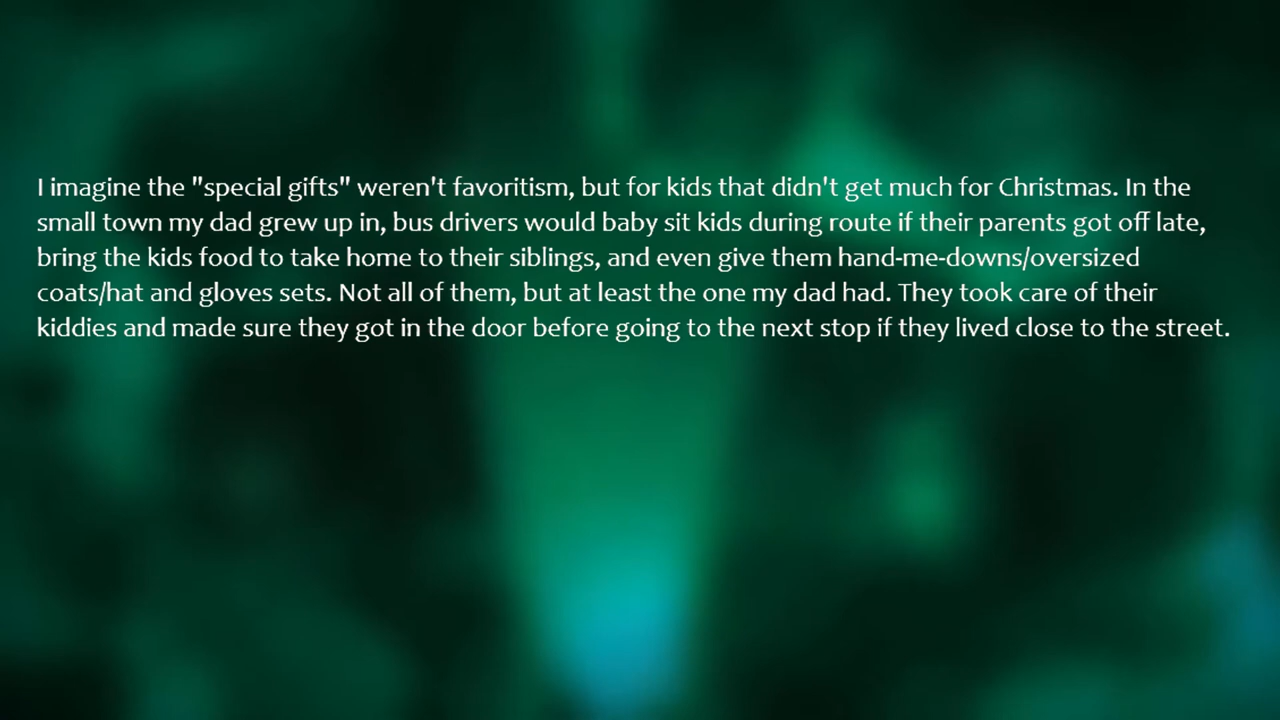 I imagine the "special gifts" weren't favoritism, but for kids that didn't get much for Christmas. In the
small town my dad grew up in, bus drivers would baby sit kids during route if their parents got off late,
bring the kids food to take home to their siblings, and even give them hand-me-downs/oversized
coats/hat and gloves sets. Not all of them, but at least the one my dad had. They took care of their
kiddies and made sure they got in the door before going to the next stop if they lived close to the street.